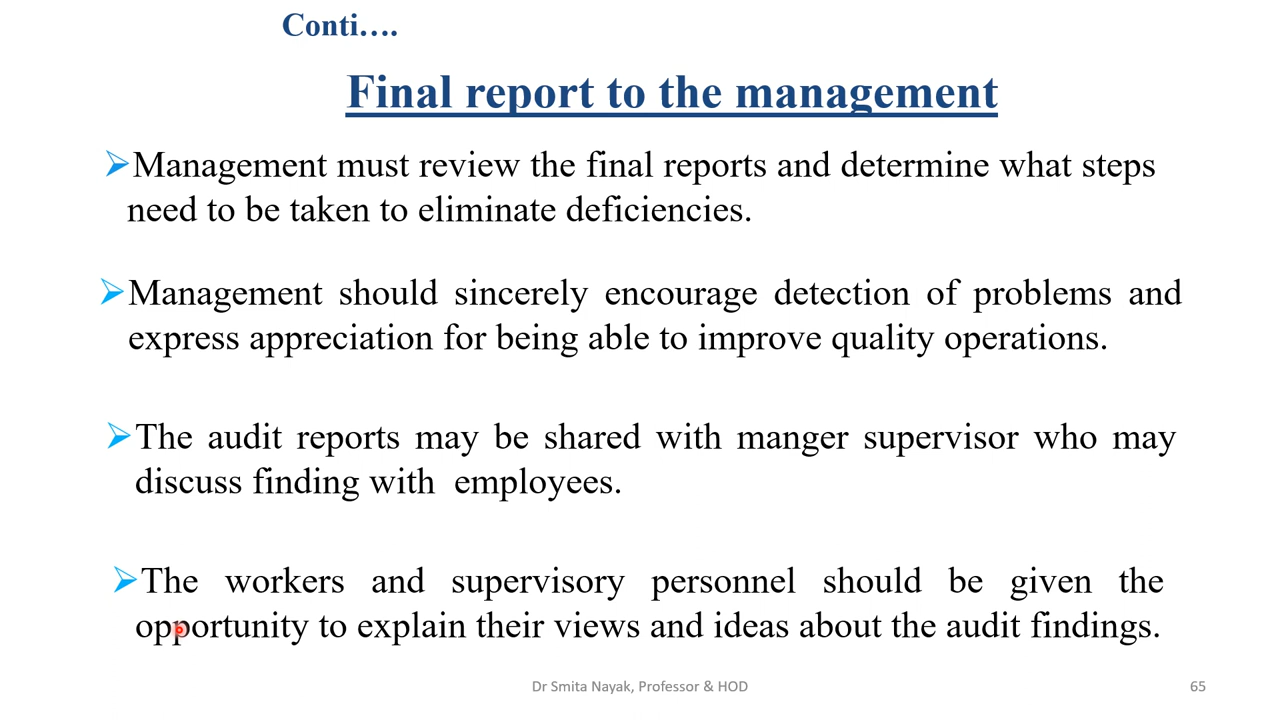 Conti....
Final report to the management
➢Management must review the final reports and determine what steps
need to be taken to eliminate deficiencies.
➢Management should sincerely encourage detection of problems and
express appreciation for being able to improve quality operations.
➢The audit reports may be shared with manger supervisor who may
discuss finding with employees.
➢The workers and supervisory personnel should be given the
opportunity to explain their views and ideas about the audit findings.
Dr Smita Nayak, Professor & HOD
65